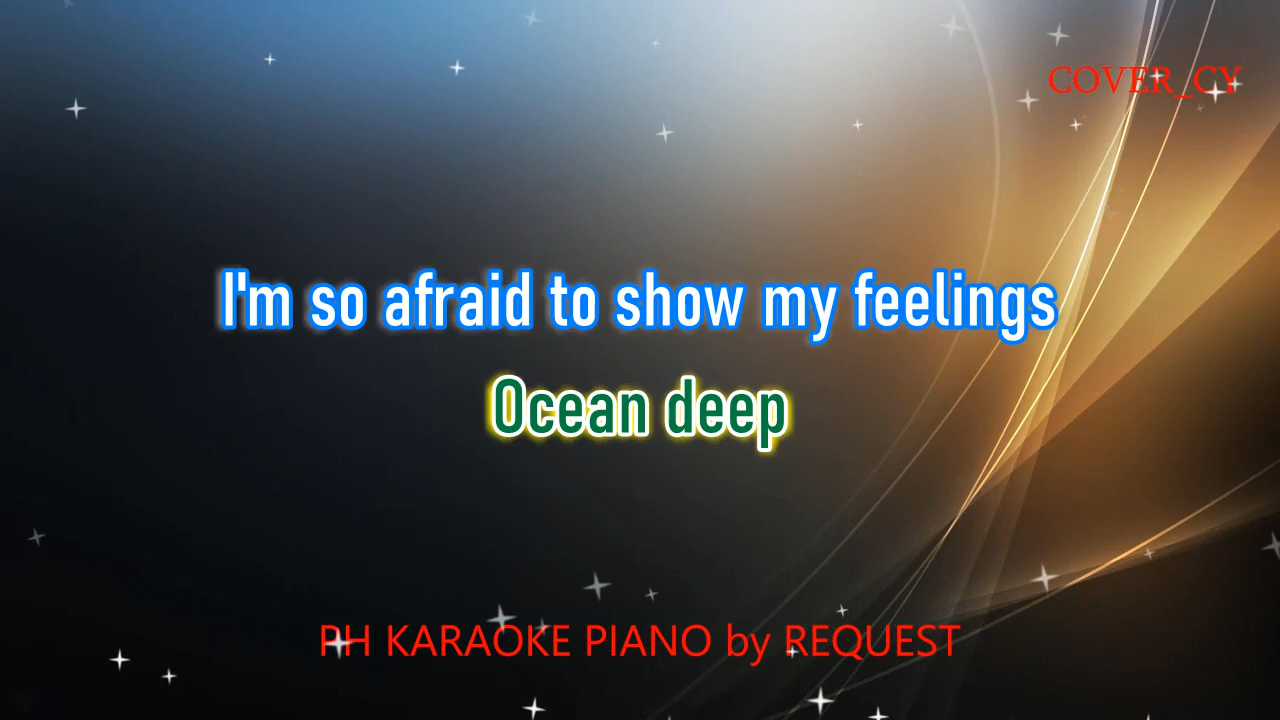 COVER_CY
I'm so afraid to show my feelings
Ocean deep
PH KARAOKE PIANO by REQUEST